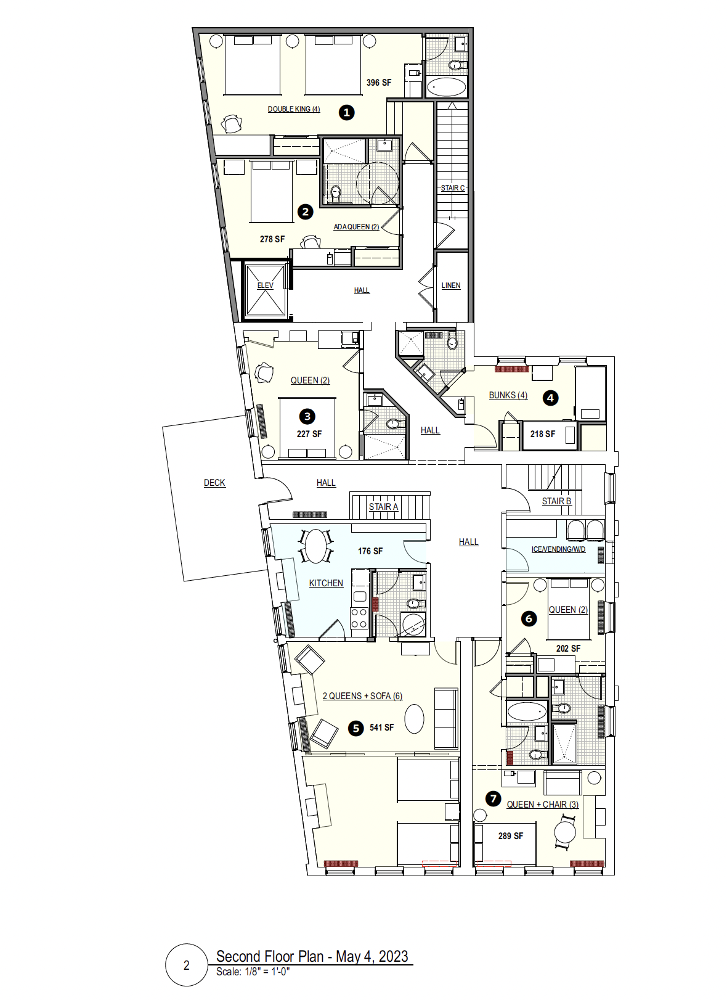 396 SF
DOUBLE KING (4)
1
STAIR C
2
ADA QUEEN (2)
278 SF
ELEV
HALL
LINEN
QUEEN (2)
3
227 SF
BUNKS (4)
4
218 SF
HALL
DECK
HALL
STAIR A
STAIR B
HALL
176 SF
KITCHEN
ICE/VENDING/W/D
QUEEN (2)
6
202 SF
2 QUEENS + SOFA (6)
5
541 SF
7
QUEEN + CHAIR (3)
289 SF
2
Second Floor Plan - May 4, 2023
Scale: 1/8" = 1'-0"